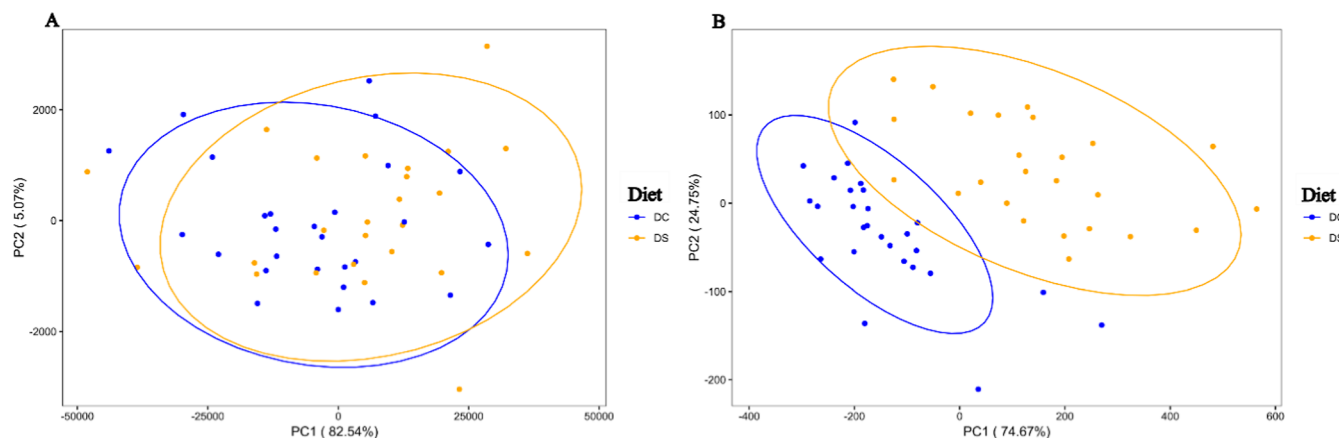 A
2000
0
-2000
PC2 ( 5.07%)
-50000
-25000
0
25000
50000
PC1 ( 82.54%)
Diet
DC
DS
B
100
0
-100
-200
PC2 ( 24.75%)
-400
-200
0
200
400
600
PC1 ( 74.67%)
Diet